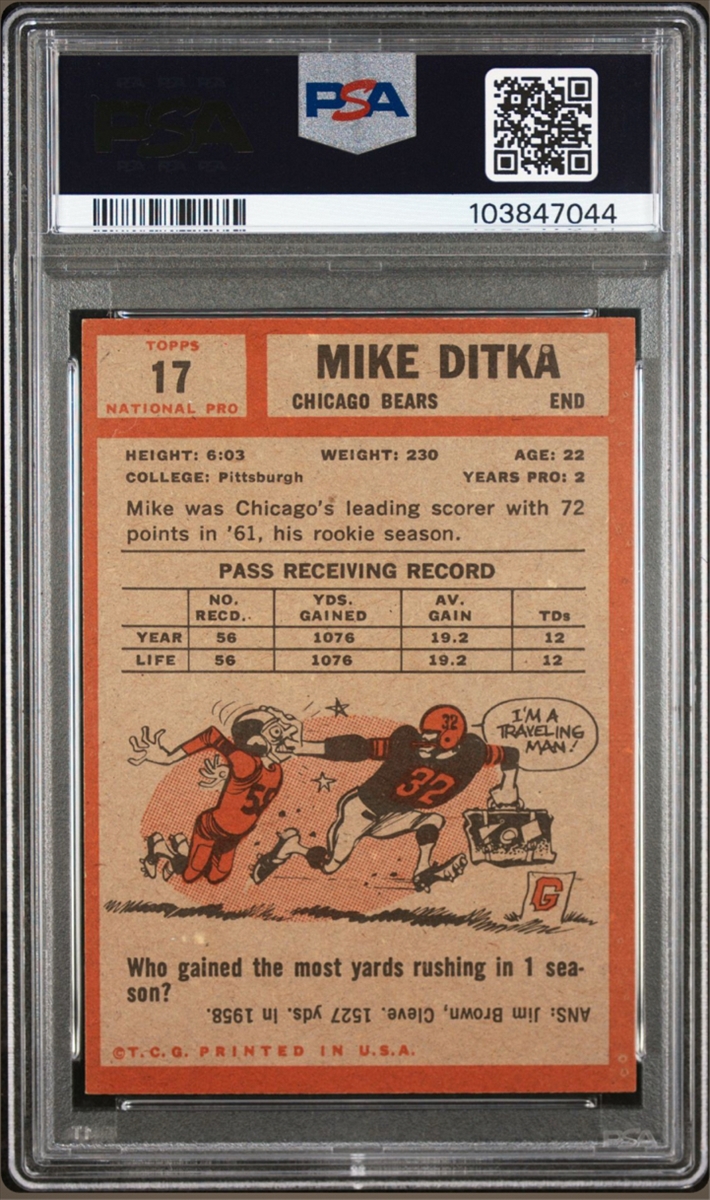 PSA
103847044
TOPPS
17
NATIONAL PRO
MIKE DITKA
CHICAGO BEARS END
HEIGHT: 6:03 WEIGHT: 230 AGE: 22
COLLEGE: Pittsburgh YEARS PRO: 2
Mike was Chicago's leading scorer with 72
points in '61, his rookie season.
PASS RECEIVING RECORD
NO. RECD. YDS. GAINED AV. GAIN TDs
YEAR 56 1076 19.2 12
LIFE 56 1076 19.2 12
32
I'M A
TRAVELING
MAN!
32
G
Who gained the most yards rushing in 1 sea-
son?
ANS: Jim Brown, Cleve. 1527 yds. in 1958.
©T.C.G. PRINTED IN U.S.A.
PSA